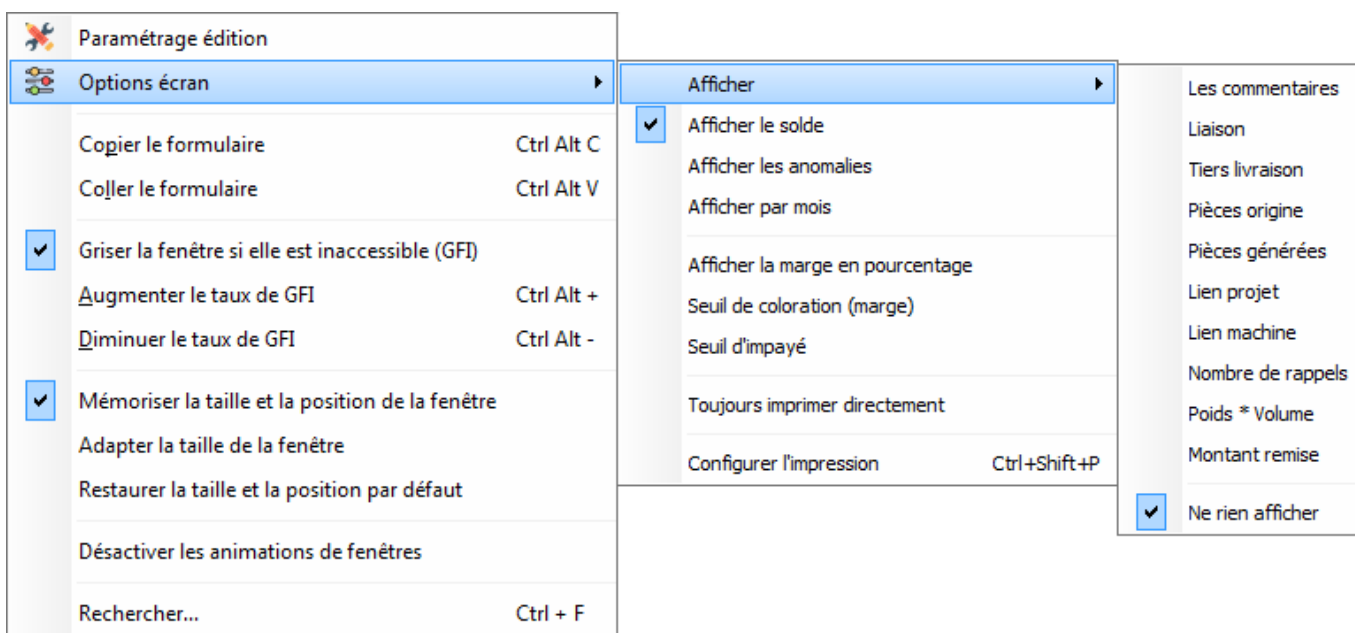 Paramétrage édition
Options écran
Copier le formulaire Ctrl Alt C
Coller le formulaire Ctrl Alt V
Griser la fenêtre si elle est inaccessible (GFI)
Augmenter le taux de GFI Ctrl Alt +
Diminuer le taux de GFI Ctrl Alt -
Mémoriser la taille et la position de la fenêtre
Adapter la taille de la fenêtre
Restaurer la taille et la position par défaut
Désactiver les animations de fenêtres
Rechercher... Ctrl + F
Afficher
Afficher le solde
Afficher les anomalies
Afficher par mois
Afficher la marge en pourcentage
Seuil de coloration (marge)
Seuil d'impayé
Toujours imprimer directement
Configurer l'impression Ctrl+Shift+P
Les commentaires
Liaison
Tiers livraison
Pièces origine
Pièces générées
Lien projet
Lien machine
Nombre de rappels
Poids * Volume
Montant remise
Ne rien afficher